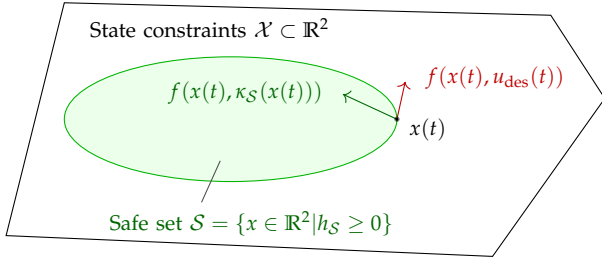 State constraints 𝒳 ⊂ ℝ²
f(x(t), u_des(t))
f(x(t), κ_𝒮(x(t)))
x(t)
Safe set 𝒮 = {x ∈ ℝ²|h_𝒮 ≥ 0}